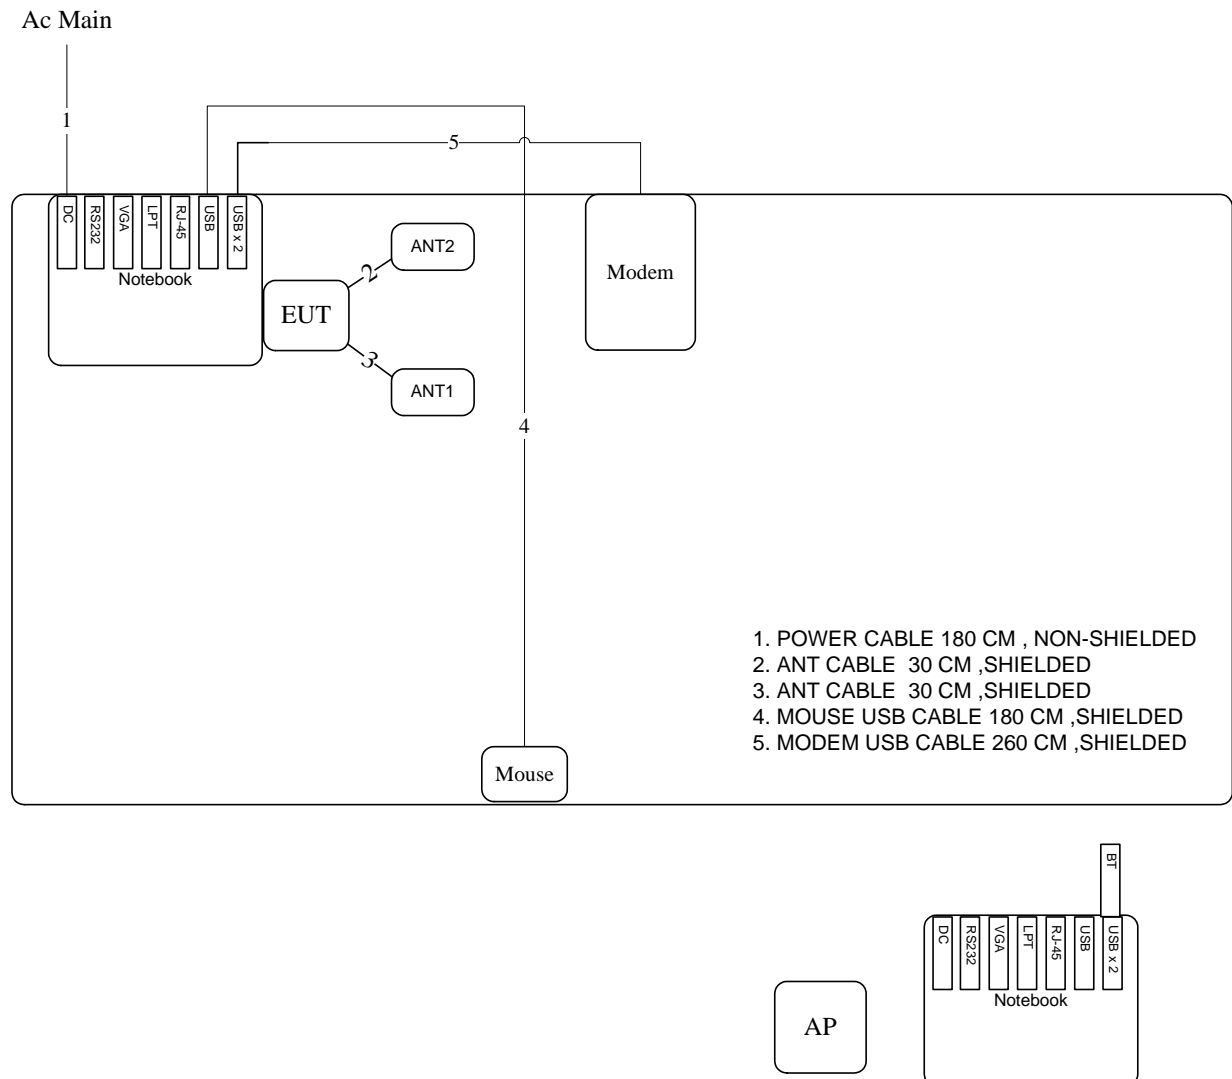 Ac Main
1
5
DC
RS232
VGA
LPT
RJ-45
USB
USB x 2
Notebook
ANT2
2
EUT
3
ANT1
Modem
4
1. POWER CABLE 180 CM , NON-SHIELDED
2. ANT CABLE  30 CM ,SHIELDED
3. ANT CABLE  30 CM ,SHIELDED
4. MOUSE USB CABLE 180 CM ,SHIELDED
5. MODEM USB CABLE 260 CM ,SHIELDED
Mouse
BT
DC
RS232
VGA
LPT
RJ-45
USB
USB x 2
Notebook
AP